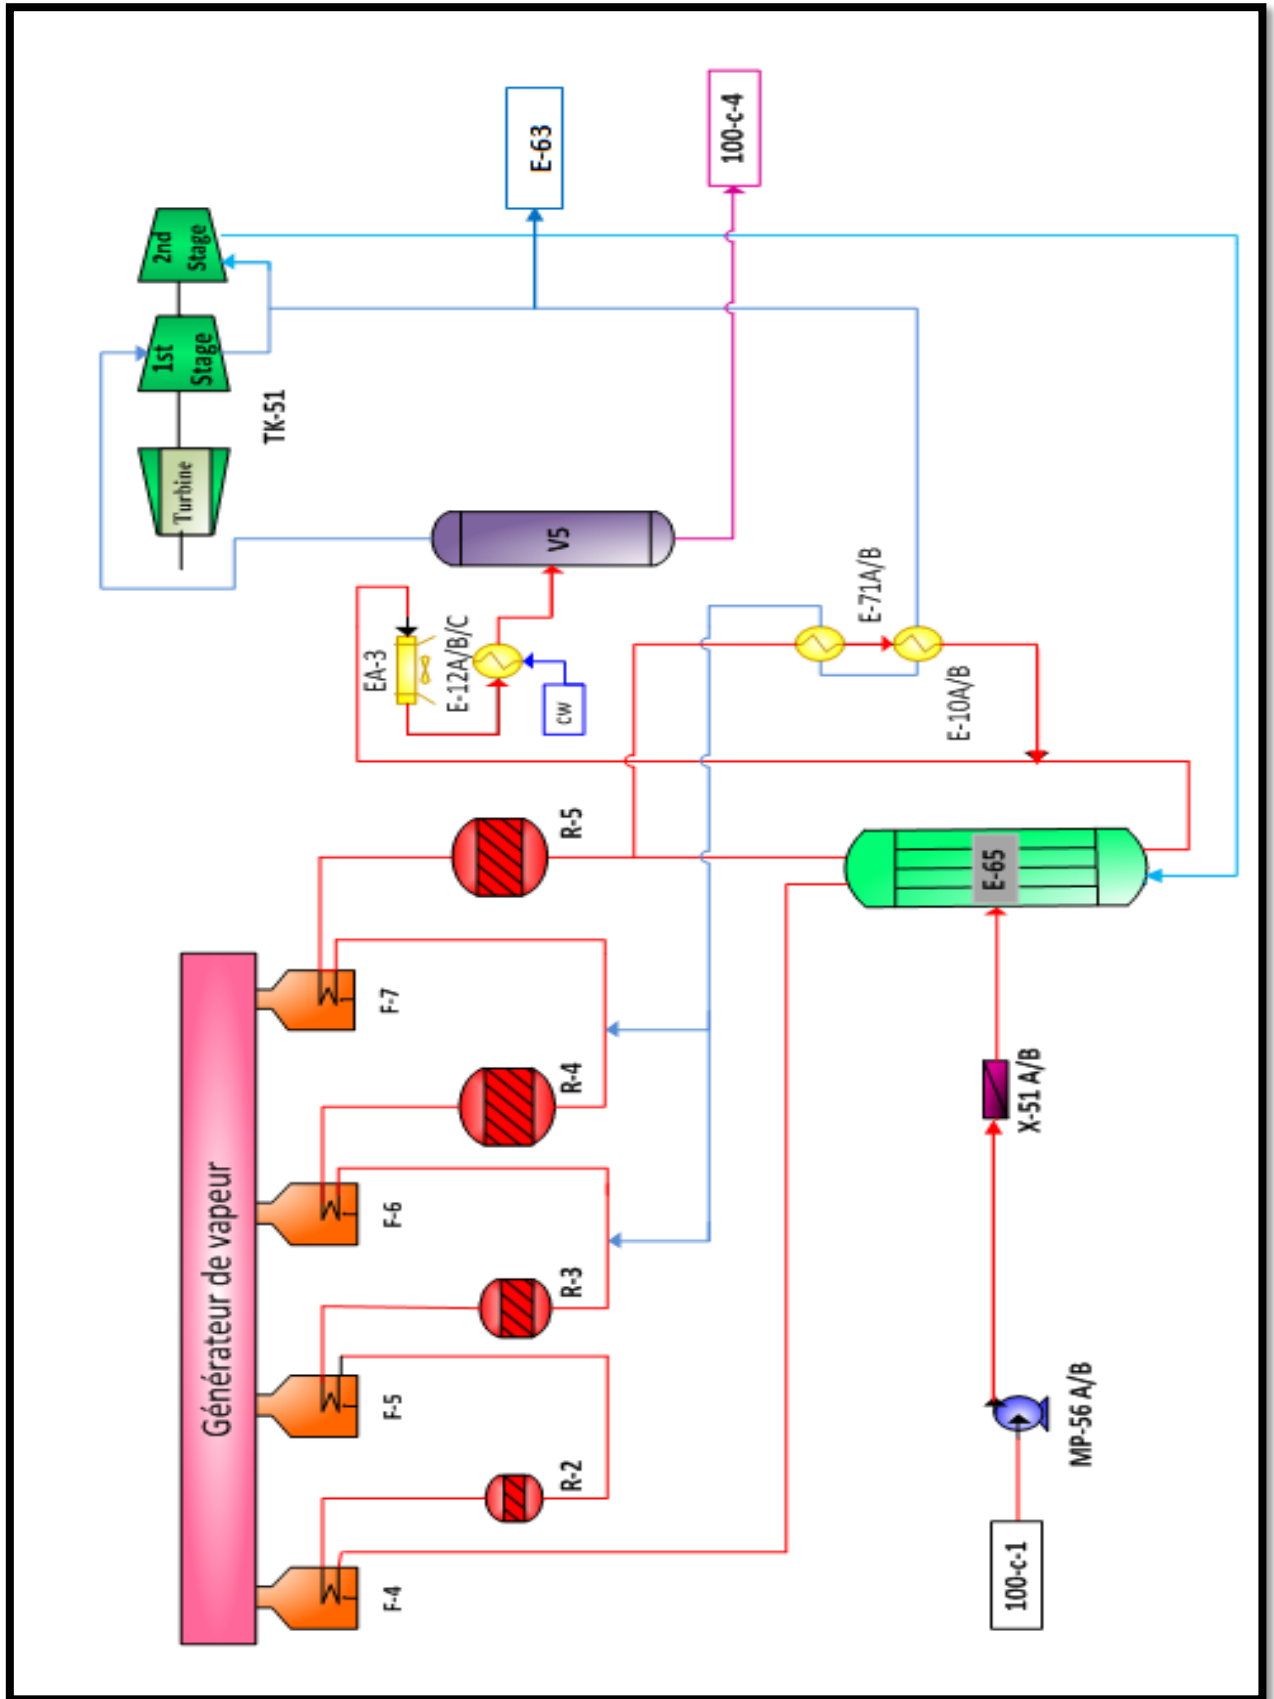 Générateur de vapeur
F-4
F-5
F-6
F-7
R-2
R-3
R-4
R-5
EA-3
E-12A/B/C
CW
V5
Turbine
1st
Stage
2nd
Stage
TK-51
E-63
100-c-4
E-71A/B
E-10A/B
E-65
X-51 A/B
MP-56 A/B
100-c-1